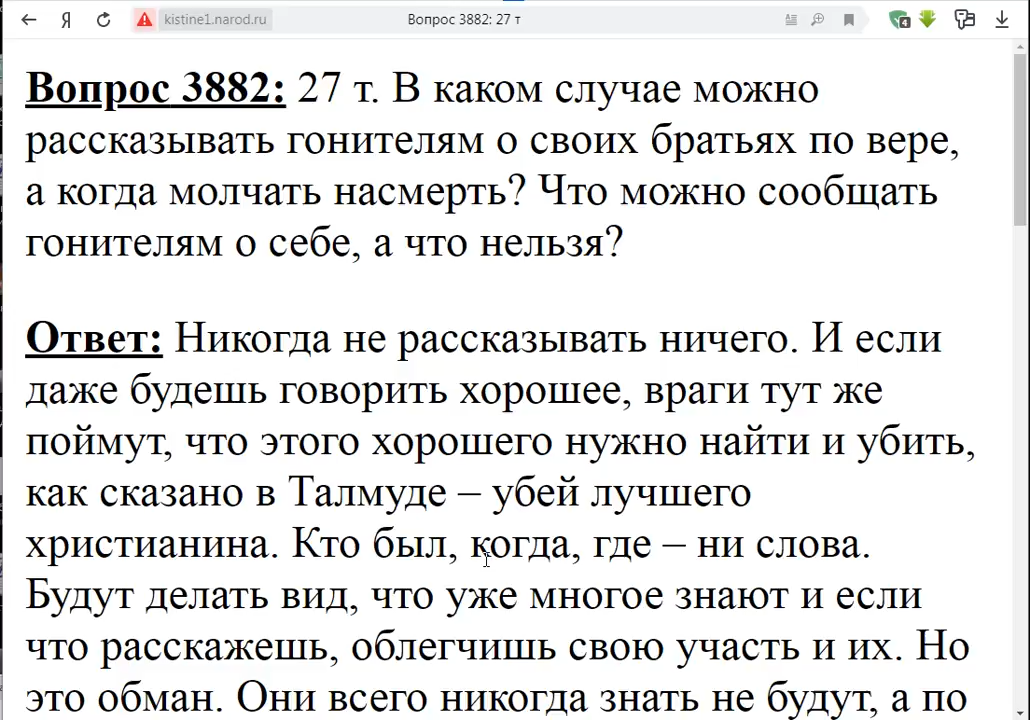 Я
kistine1.narod.ru
Вопрос 3882: 27 т
4
Вопрос 3882: 27 т. В каком случае можно
рассказывать гонителям о своих братьях по вере,
а когда молчать насмерть? Что можно сообщать
гонителям о себе, а что нельзя?
Ответ: Никогда не рассказывать ничего. И если
даже будешь говорить хорошее, враги тут же
поймут, что этого хорошего нужно найти и убить,
как сказано в Талмуде – убей лучшего
христианина. Кто был, когда, где – ни слова.
Будут делать вид, что уже многое знают и если
что расскажешь, облегчишь свою участь и их. Но
это обман. Они всего никогда знать не будут, а по